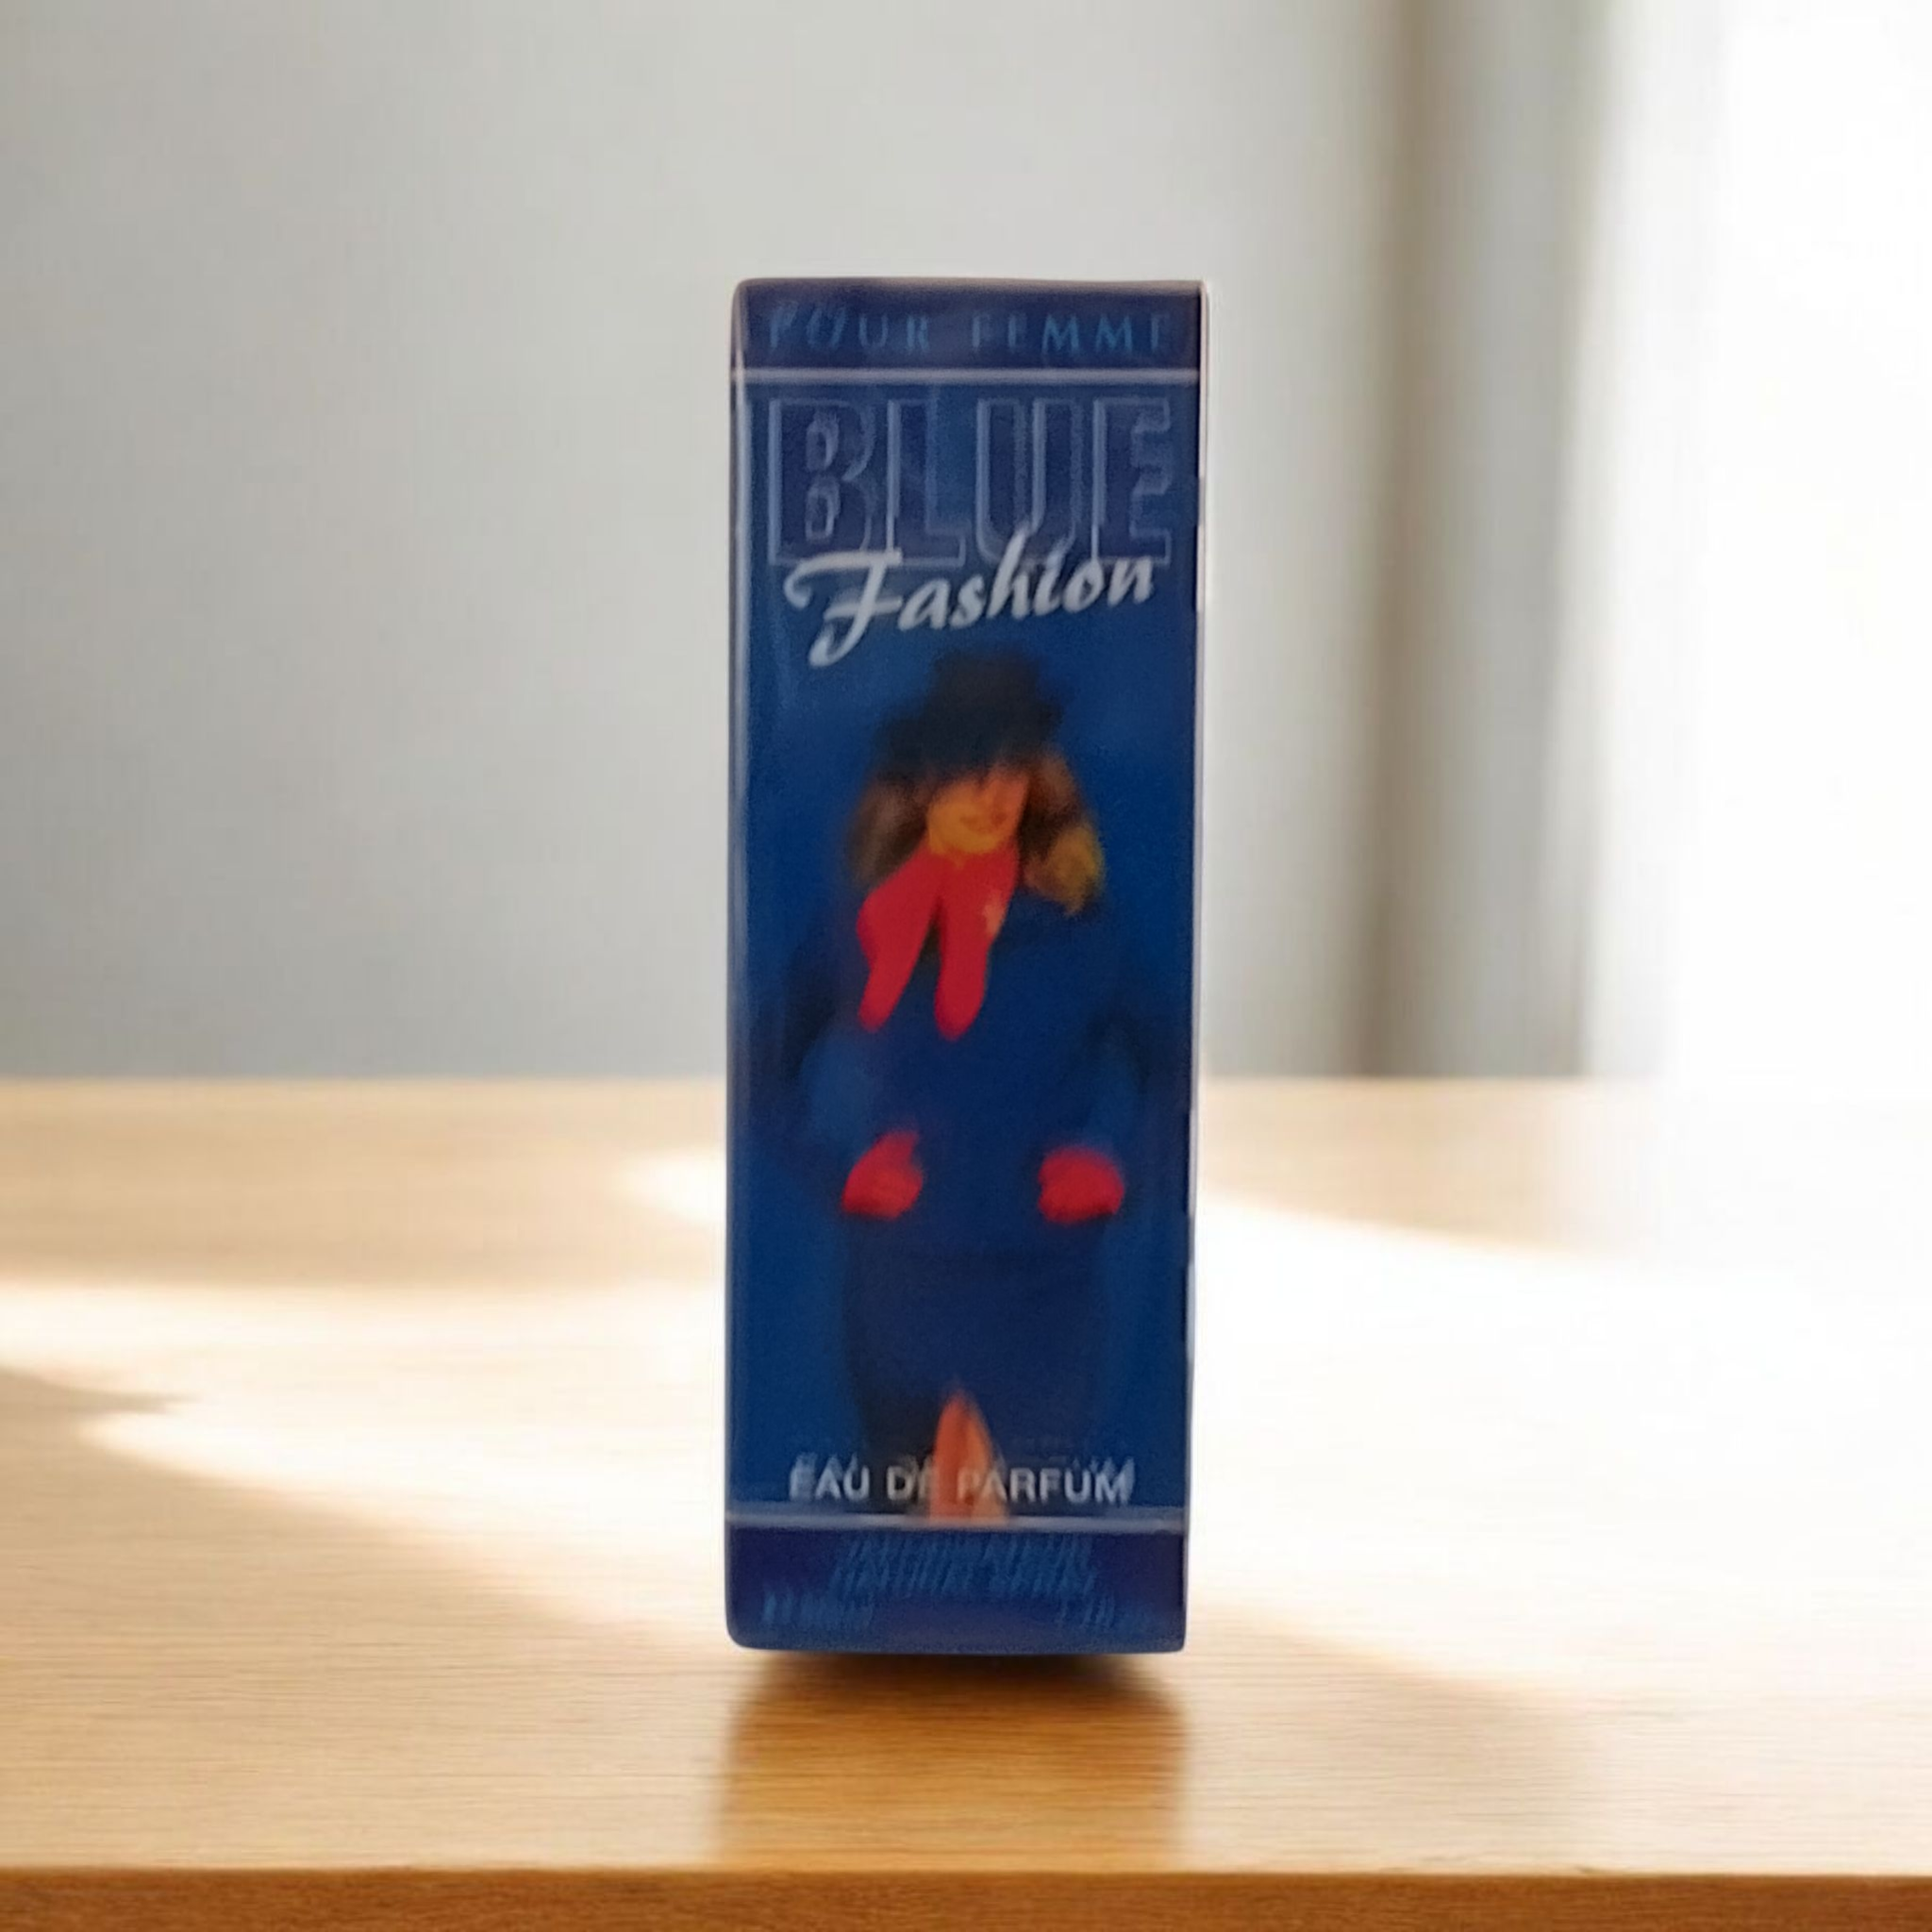 POUR FEMME
BLUE
Fashion
EAU DE PARFUM